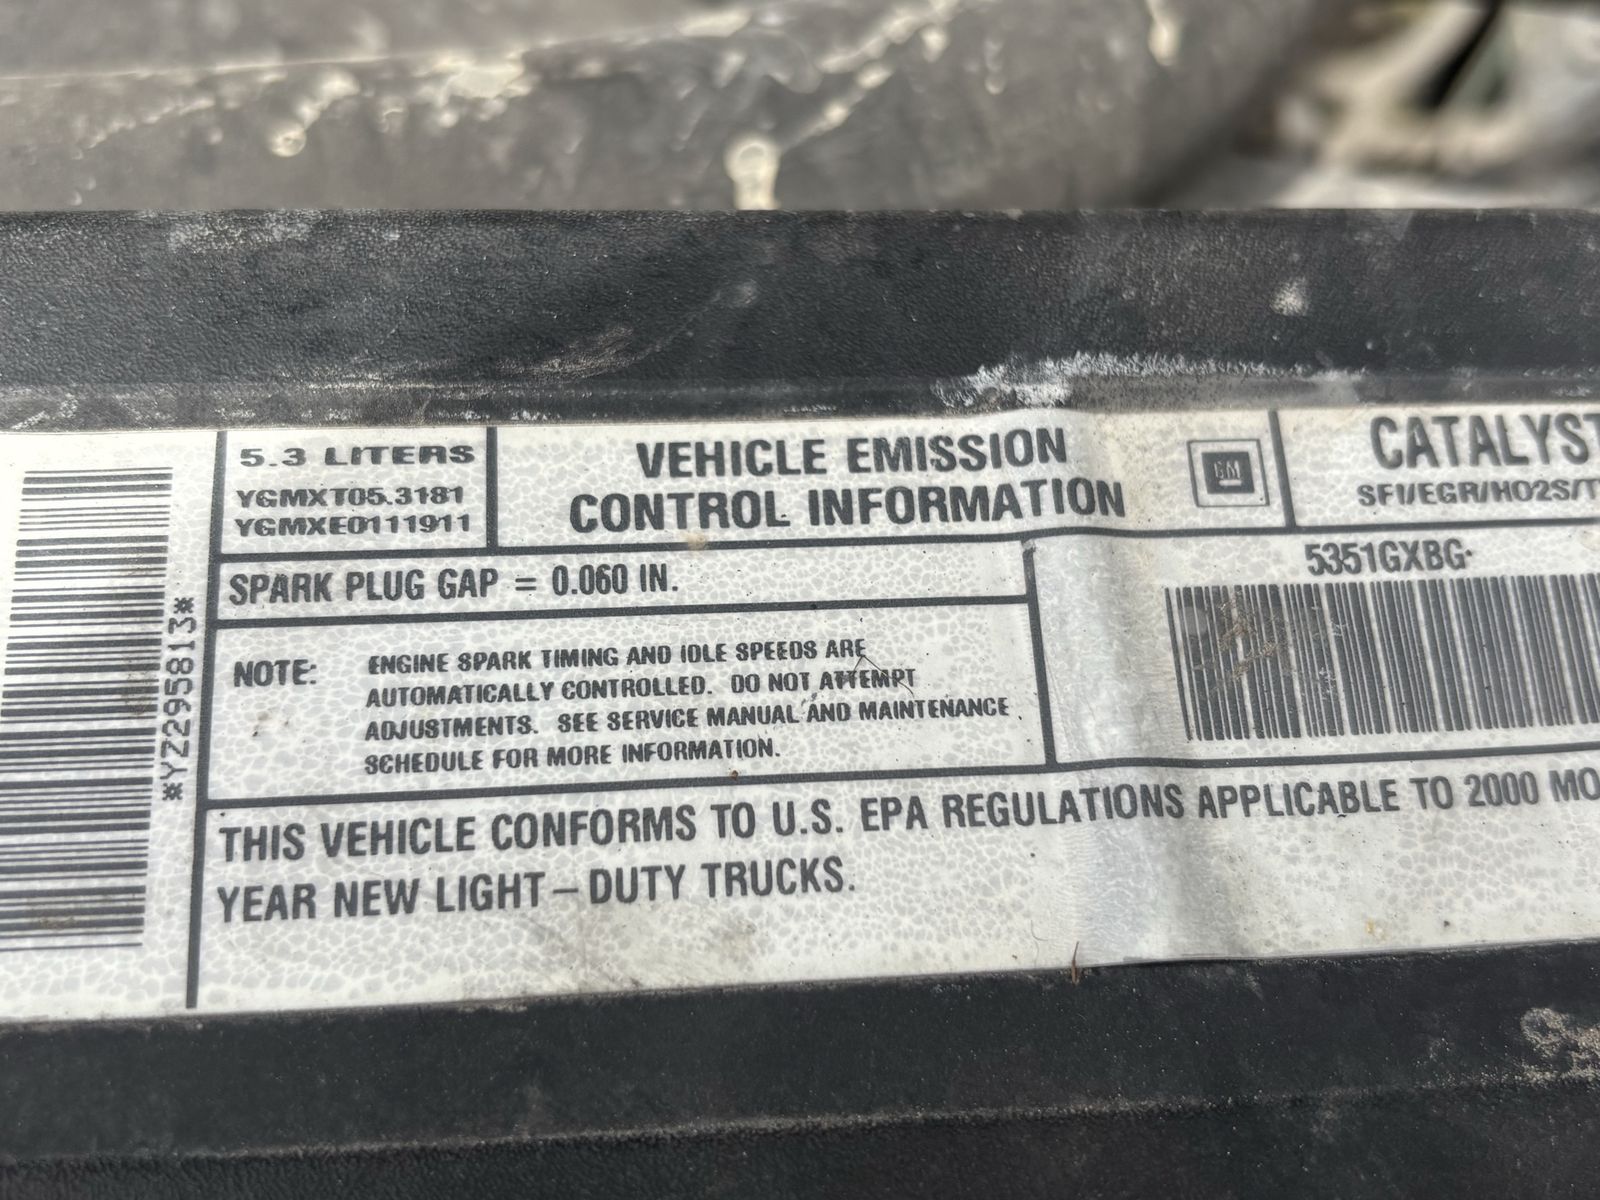 *YZ295813*
5.3 LITERS
YGMXT05.3181
YGMXE0111911
VEHICLE EMISSION
CONTROL INFORMATION
GM
CATALYST
SFI/EGR/HO2S/T
SPARK PLUG GAP = 0.060 IN.
5351GXBG
NOTE: ENGINE SPARK TIMING AND IDLE SPEEDS ARE
AUTOMATICALLY CONTROLLED. DO NOT ATTEMPT
ADJUSTMENTS. SEE SERVICE MANUAL AND MAINTENANCE
SCHEDULE FOR MORE INFORMATION.
THIS VEHICLE CONFORMS TO U.S. EPA REGULATIONS APPLICABLE TO 2000 MO
YEAR NEW LIGHT-DUTY TRUCKS.